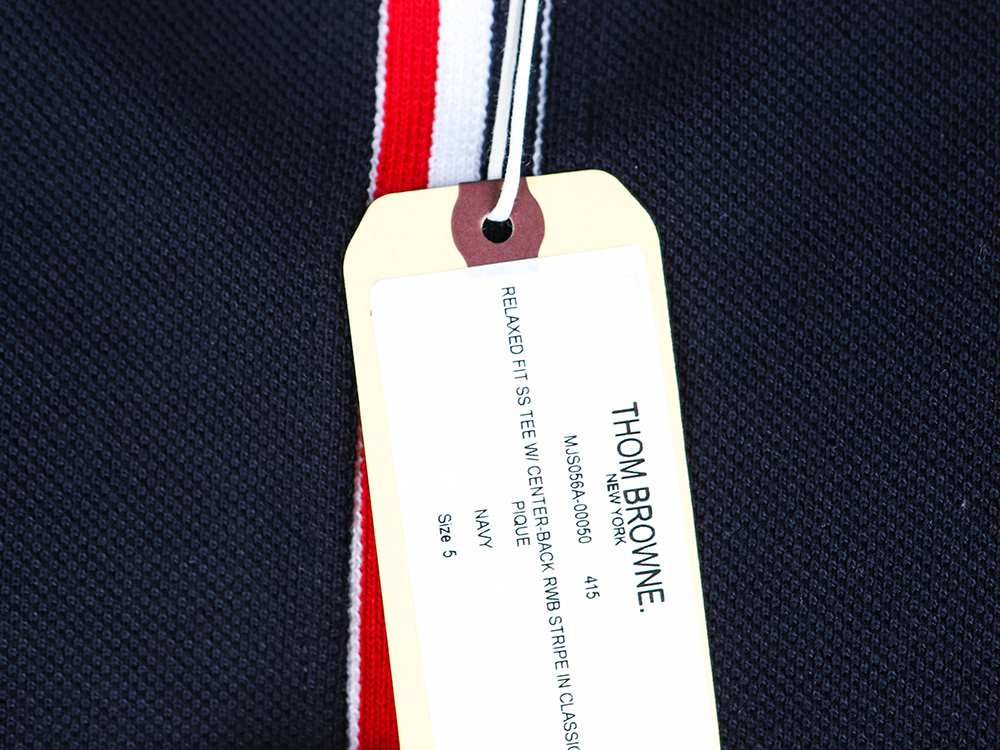 THOM BROWNE.
NEW YORK
MJS056A-00050 415
RELAXED FIT SS TEE W/ CENTER-BACK RWB STRIPE IN CLASSIC
PIQUE
NAVY
Size 5